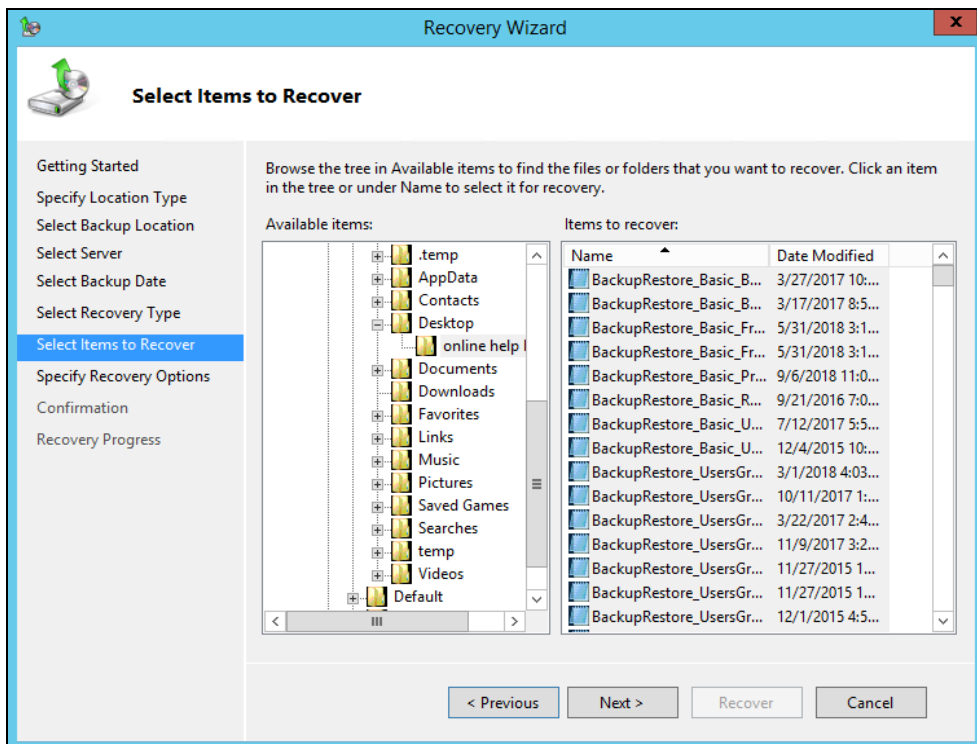 Recovery Wizard
x
Select Items to Recover
Getting Started
Specify Location Type
Select Backup Location
Select Server
Select Backup Date
Select Recovery Type
Select Items to Recover
Specify Recovery Options
Confirmation
Recovery Progress
Browse the tree in Available items to find the files or folders that you want to recover. Click an item
in the tree or under Name to select it for recovery.
Available items:
.temp
AppData
Contacts
Desktop
online help
Documents
Downloads
Favorites
Links
Music
Pictures
Saved Games
Searches
temp
Videos
Default
Items to recover:
Name Date Modified
BackupRestore_Basic_B... 3/27/2017 10:...
BackupRestore_Basic_B... 3/17/2017 8:5...
BackupRestore_Basic_Fr... 5/31/2018 3:1...
BackupRestore_Basic_Fr... 5/31/2018 3:1...
BackupRestore_Basic_Pr... 9/6/2018 11:0...
BackupRestore_Basic_R... 9/21/2016 7:0...
BackupRestore_Basic_U... 7/12/2017 5:5...
BackupRestore_Basic_U... 12/4/2015 10:...
BackupRestore_UsersGr... 3/1/2018 4:03...
BackupRestore_UsersGr... 10/11/2017 1:...
BackupRestore_UsersGr... 3/22/2017 2:4...
BackupRestore_UsersGr... 11/9/2017 3:2...
BackupRestore_UsersGr... 11/27/2015 1...
BackupRestore_UsersGr... 11/27/2015 1...
BackupRestore_UsersGr... 12/1/2015 4:5...
< Previous
Next >
Recover
Cancel